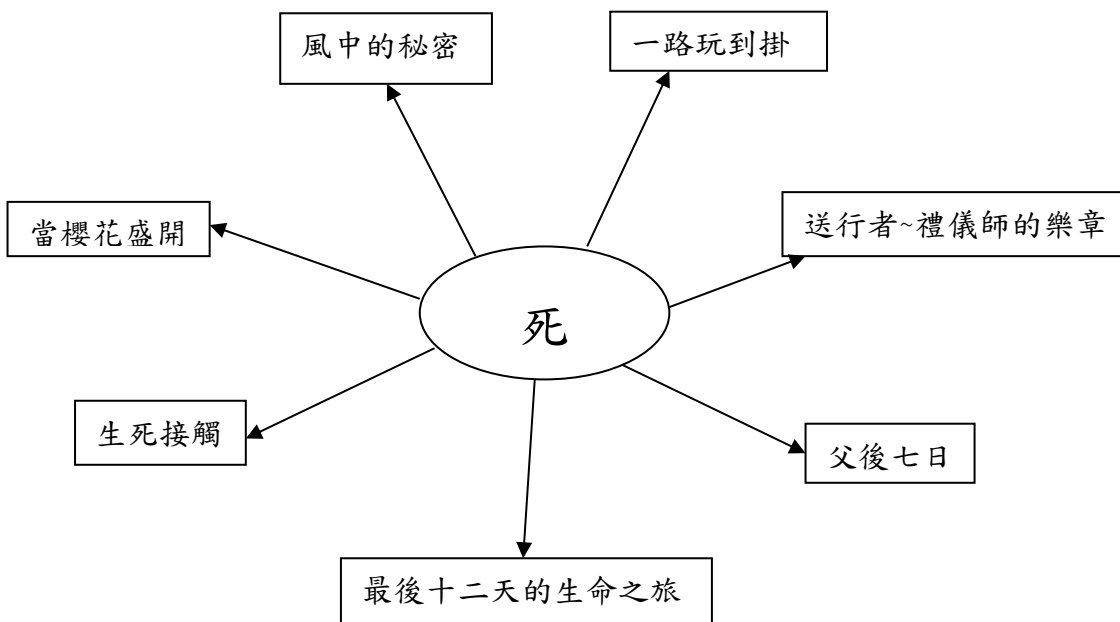 風中的秘密
一路玩到掛
當櫻花盛開
送行者~禮儀師的樂章
死
生死接觸
父後七日
最後十二天的生命之旅